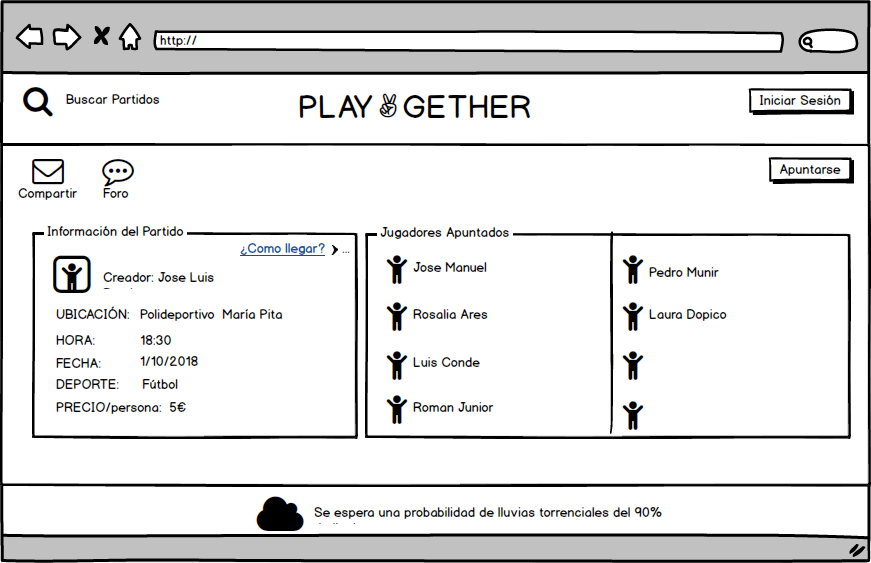 http://
Buscar Partidos
PLAY GETHER
Iniciar Sesión
Compartir
Foro
Apuntarse
Información del Partido
¿Como llegar? ...
Creador: Jose Luis
UBICACIÓN: Polideportivo María Pita
HORA: 18:30
FECHA: 1/10/2018
DEPORTE: Fútbol
PRECIO/persona: 5€
Jugadores Apuntados
Jose Manuel
Rosalia Ares
Luis Conde
Roman Junior
Pedro Munir
Laura Dopico
Se espera una probabilidad de lluvias torrenciales del 90%